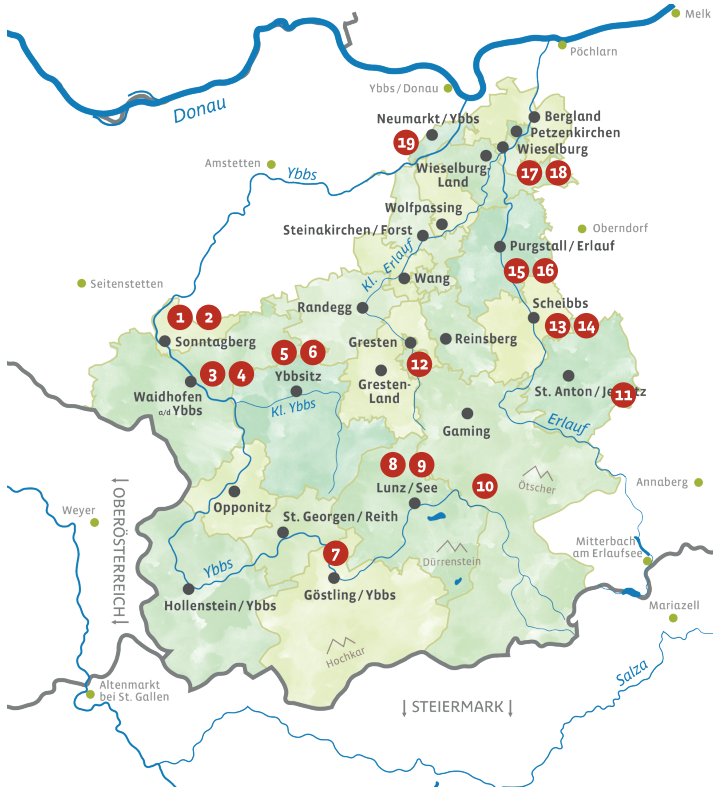 Melk
Pöchlarn
Ybbs/Donau
Donau
Neumarkt/Ybbs
Bergland
Petzenkirchen
Wieselburg
19
Amstetten
Ybbs
Wieselburg-
Land
17 18
Wolfpassing
Steinakirchen/Forst
Oberndorf
Purgstall/Erlauf
Kl. Erlauf
15 16
Wang
Seitenstetten
Randegg
Scheibbs
1 2
13 14
Sonntagberg
Gresten
Reinsberg
5 6
12
3 4
Ybbsitz
Gresten-
Land
St. Anton/Je
tz
11
Waidhofen
a/d Ybbs
Kl. Ybbs
Gaming
Erlauf
8 9
Ötscher
Annaberg
OBERÖSTERREICH
Lunz/See
10
Opponitz
Weyer
St. Georgen/Reith
Mitterbach
am Erlaufsee
7
Dürrenstein
Ybbs
Göstling/Ybbs
Hollenstein/Ybbs
Mariazell
Hochkar
Salza
Altenmarkt
bei St. Gallen
STEIERMARK